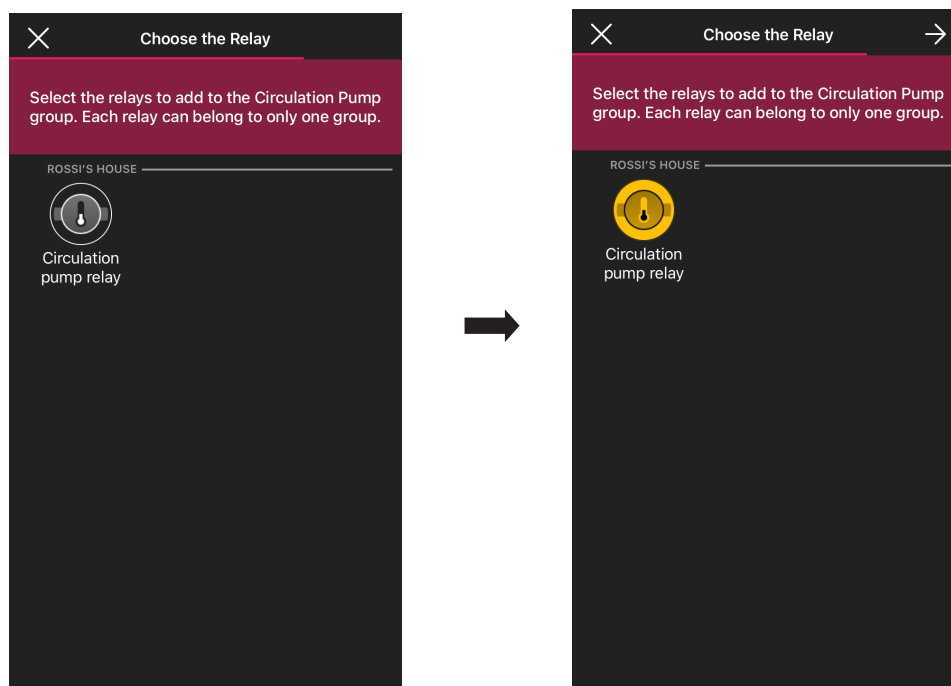 Choose the Relay
Select the relays to add to the Circulation Pump
group. Each relay can belong to only one group.
ROSSI'S HOUSE
Circulation
pump relay
Choose the Relay
Select the relays to add to the Circulation Pump
group. Each relay can belong to only one group.
ROSSI'S HOUSE
Circulation
pump relay